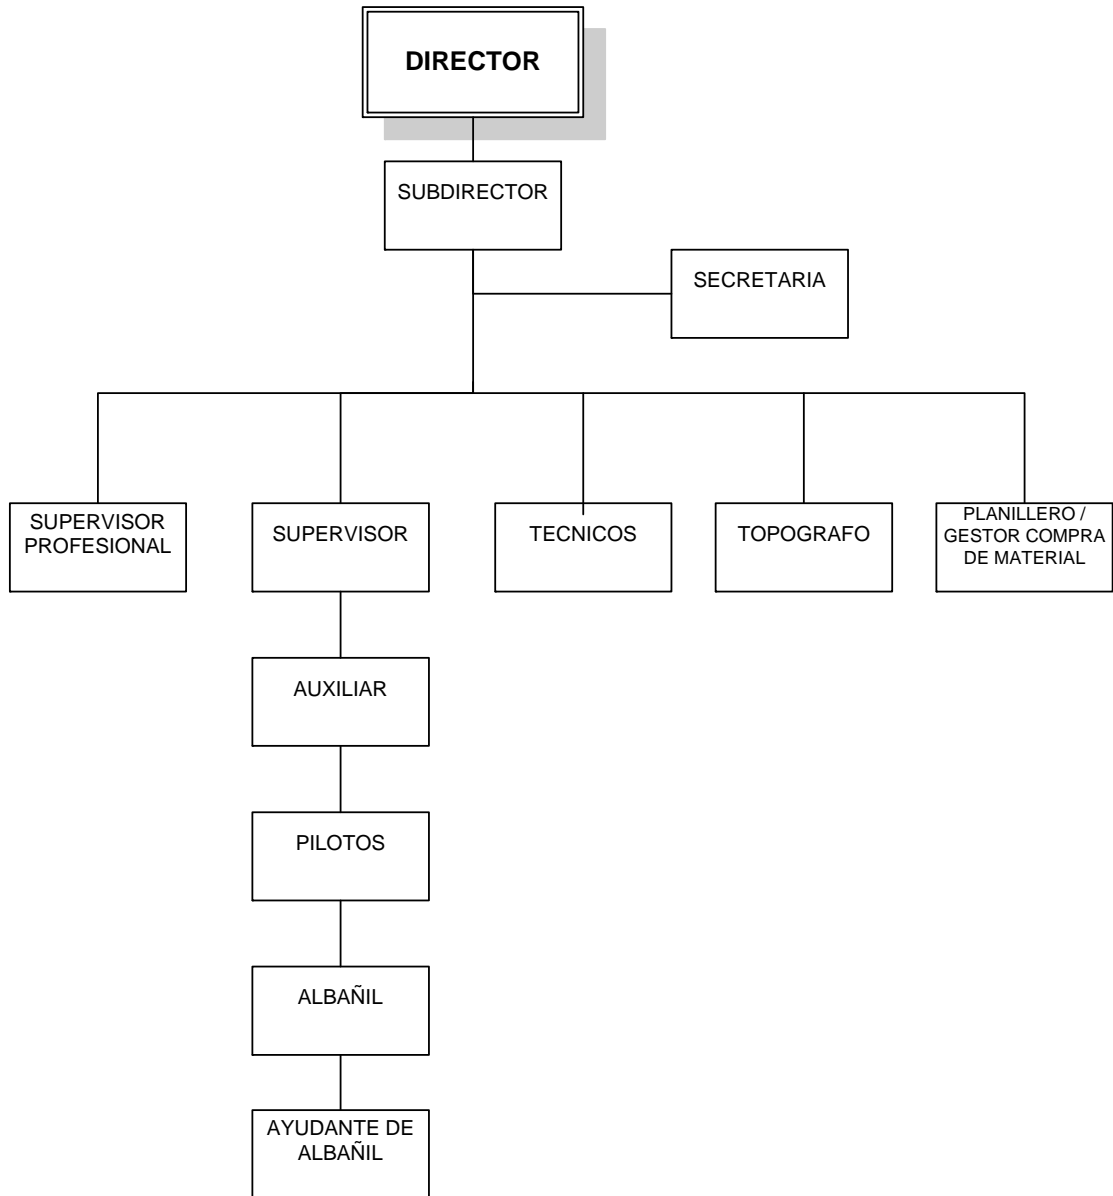 DIRECTOR
SUBDIRECTOR
SECRETARIA
SUPERVISOR
PROFESIONAL
SUPERVISOR
TECNICOS
TOPOGRAFO
PLANILLERO /
GESTOR COMPRA
DE MATERIAL
AUXILIAR
PILOTOS
ALBAÑIL
AYUDANTE DE
ALBAÑIL